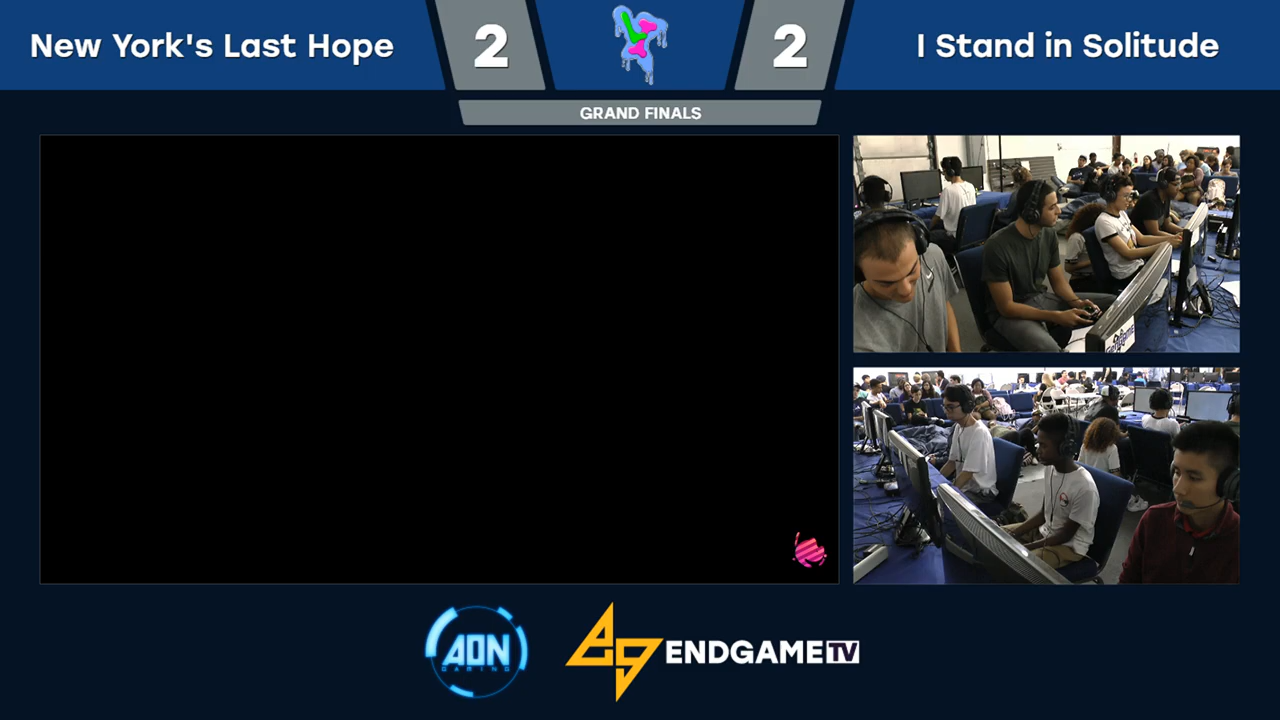 New York's Last Hope
2
2
I Stand in Solitude
GRAND FINALS
AON
GAMING
ENDGAMETV